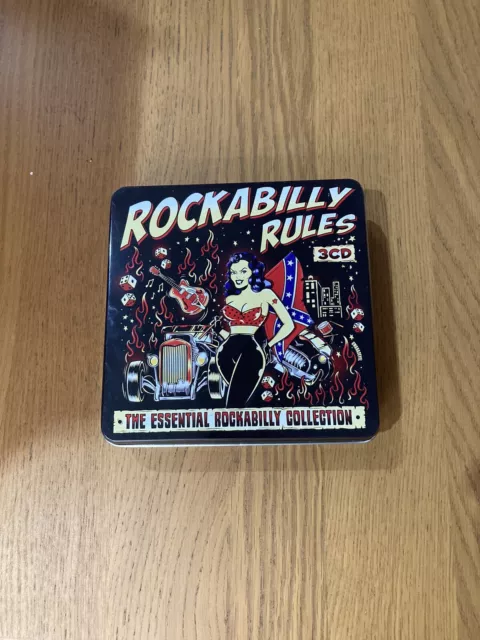 ROCKABILLY
RULES
3CD
THE ESSENTIAL ROCKABILLY COLLECTION